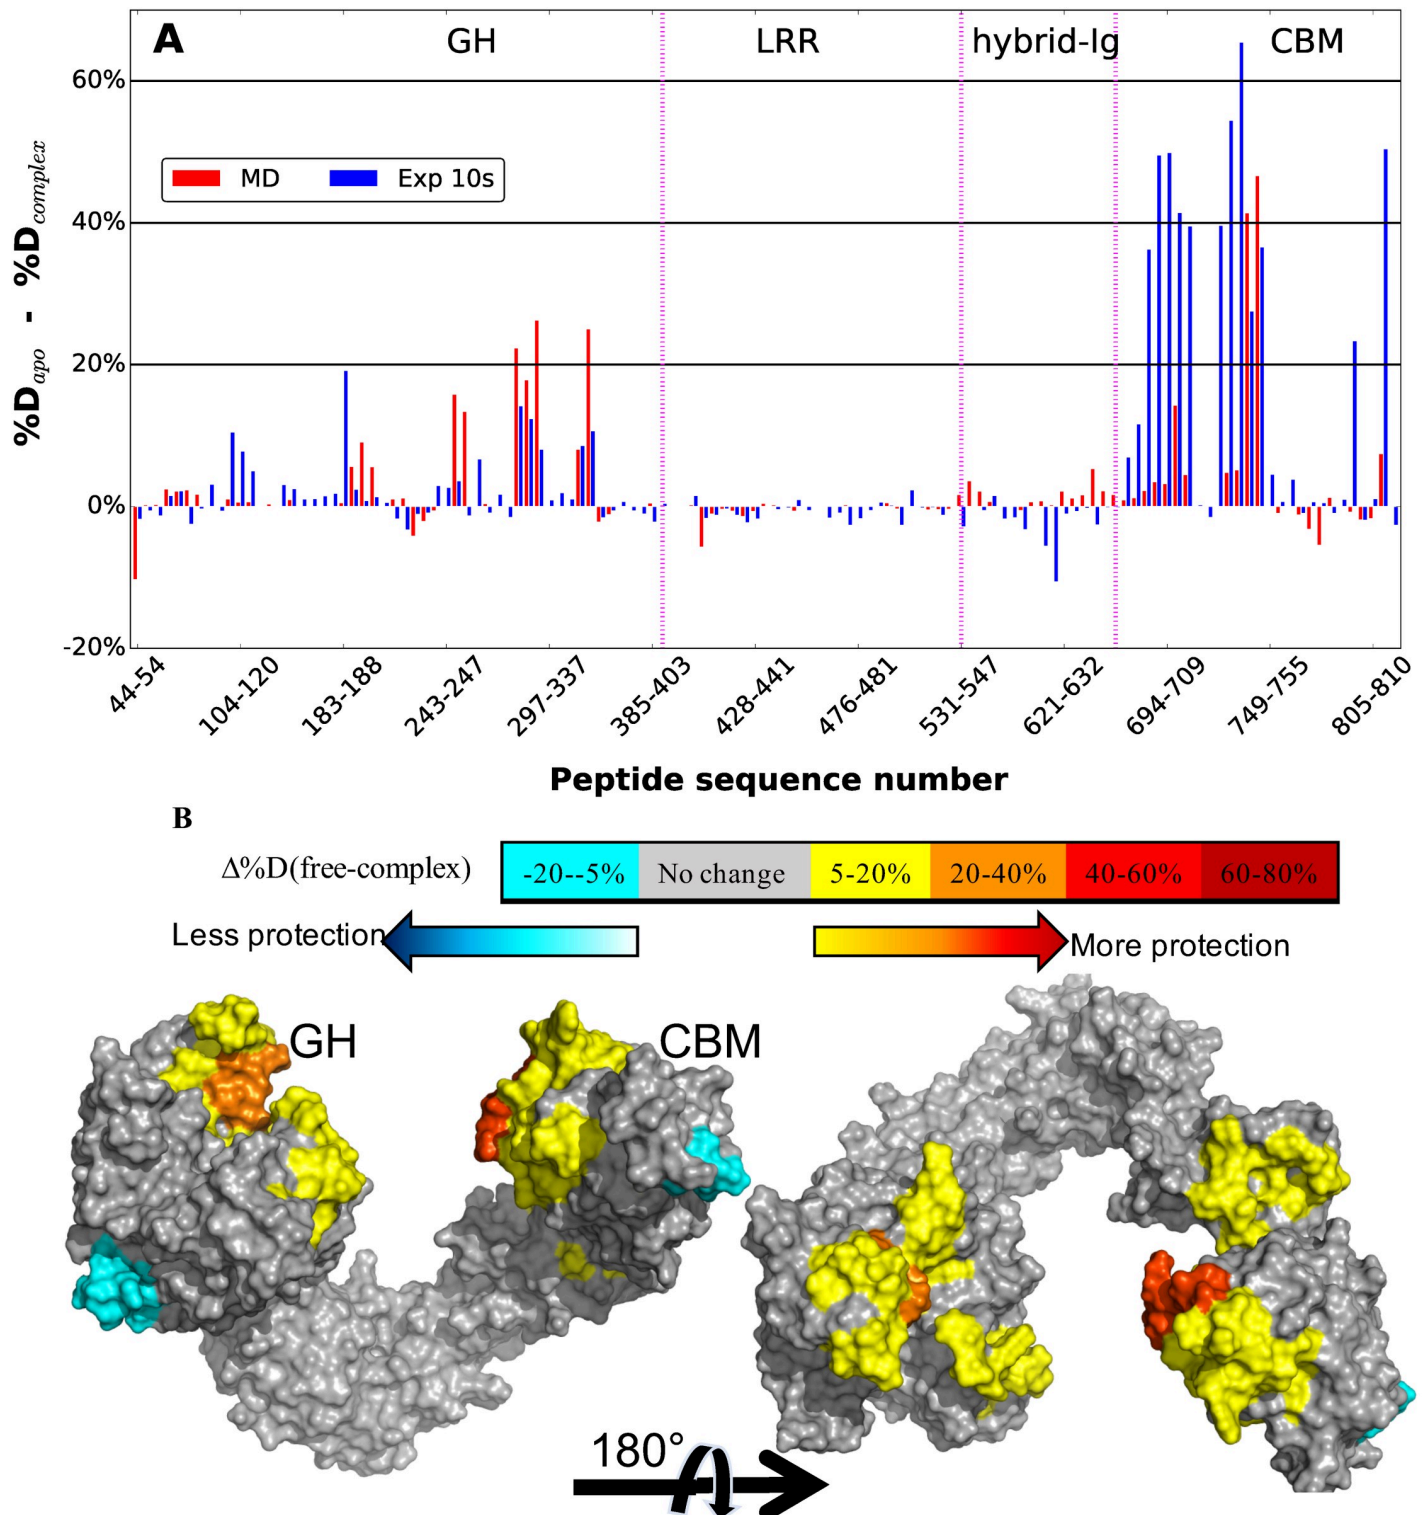 A GH LRR hybrid-Ig CBM
60%
MD Exp 10s
40%
20%
0%
-20%
%D_apo - %D_complex
44-54 104-120 183-188 243-247 297-337 385-403 428-441 476-481 531-547 621-632 694-709 749-755 805-810
Peptide sequence number
B
Δ%D(free-complex) -20--5% No change 5-20% 20-40% 40-60% 60-80%
Less protection More protection
GH CBM
180°